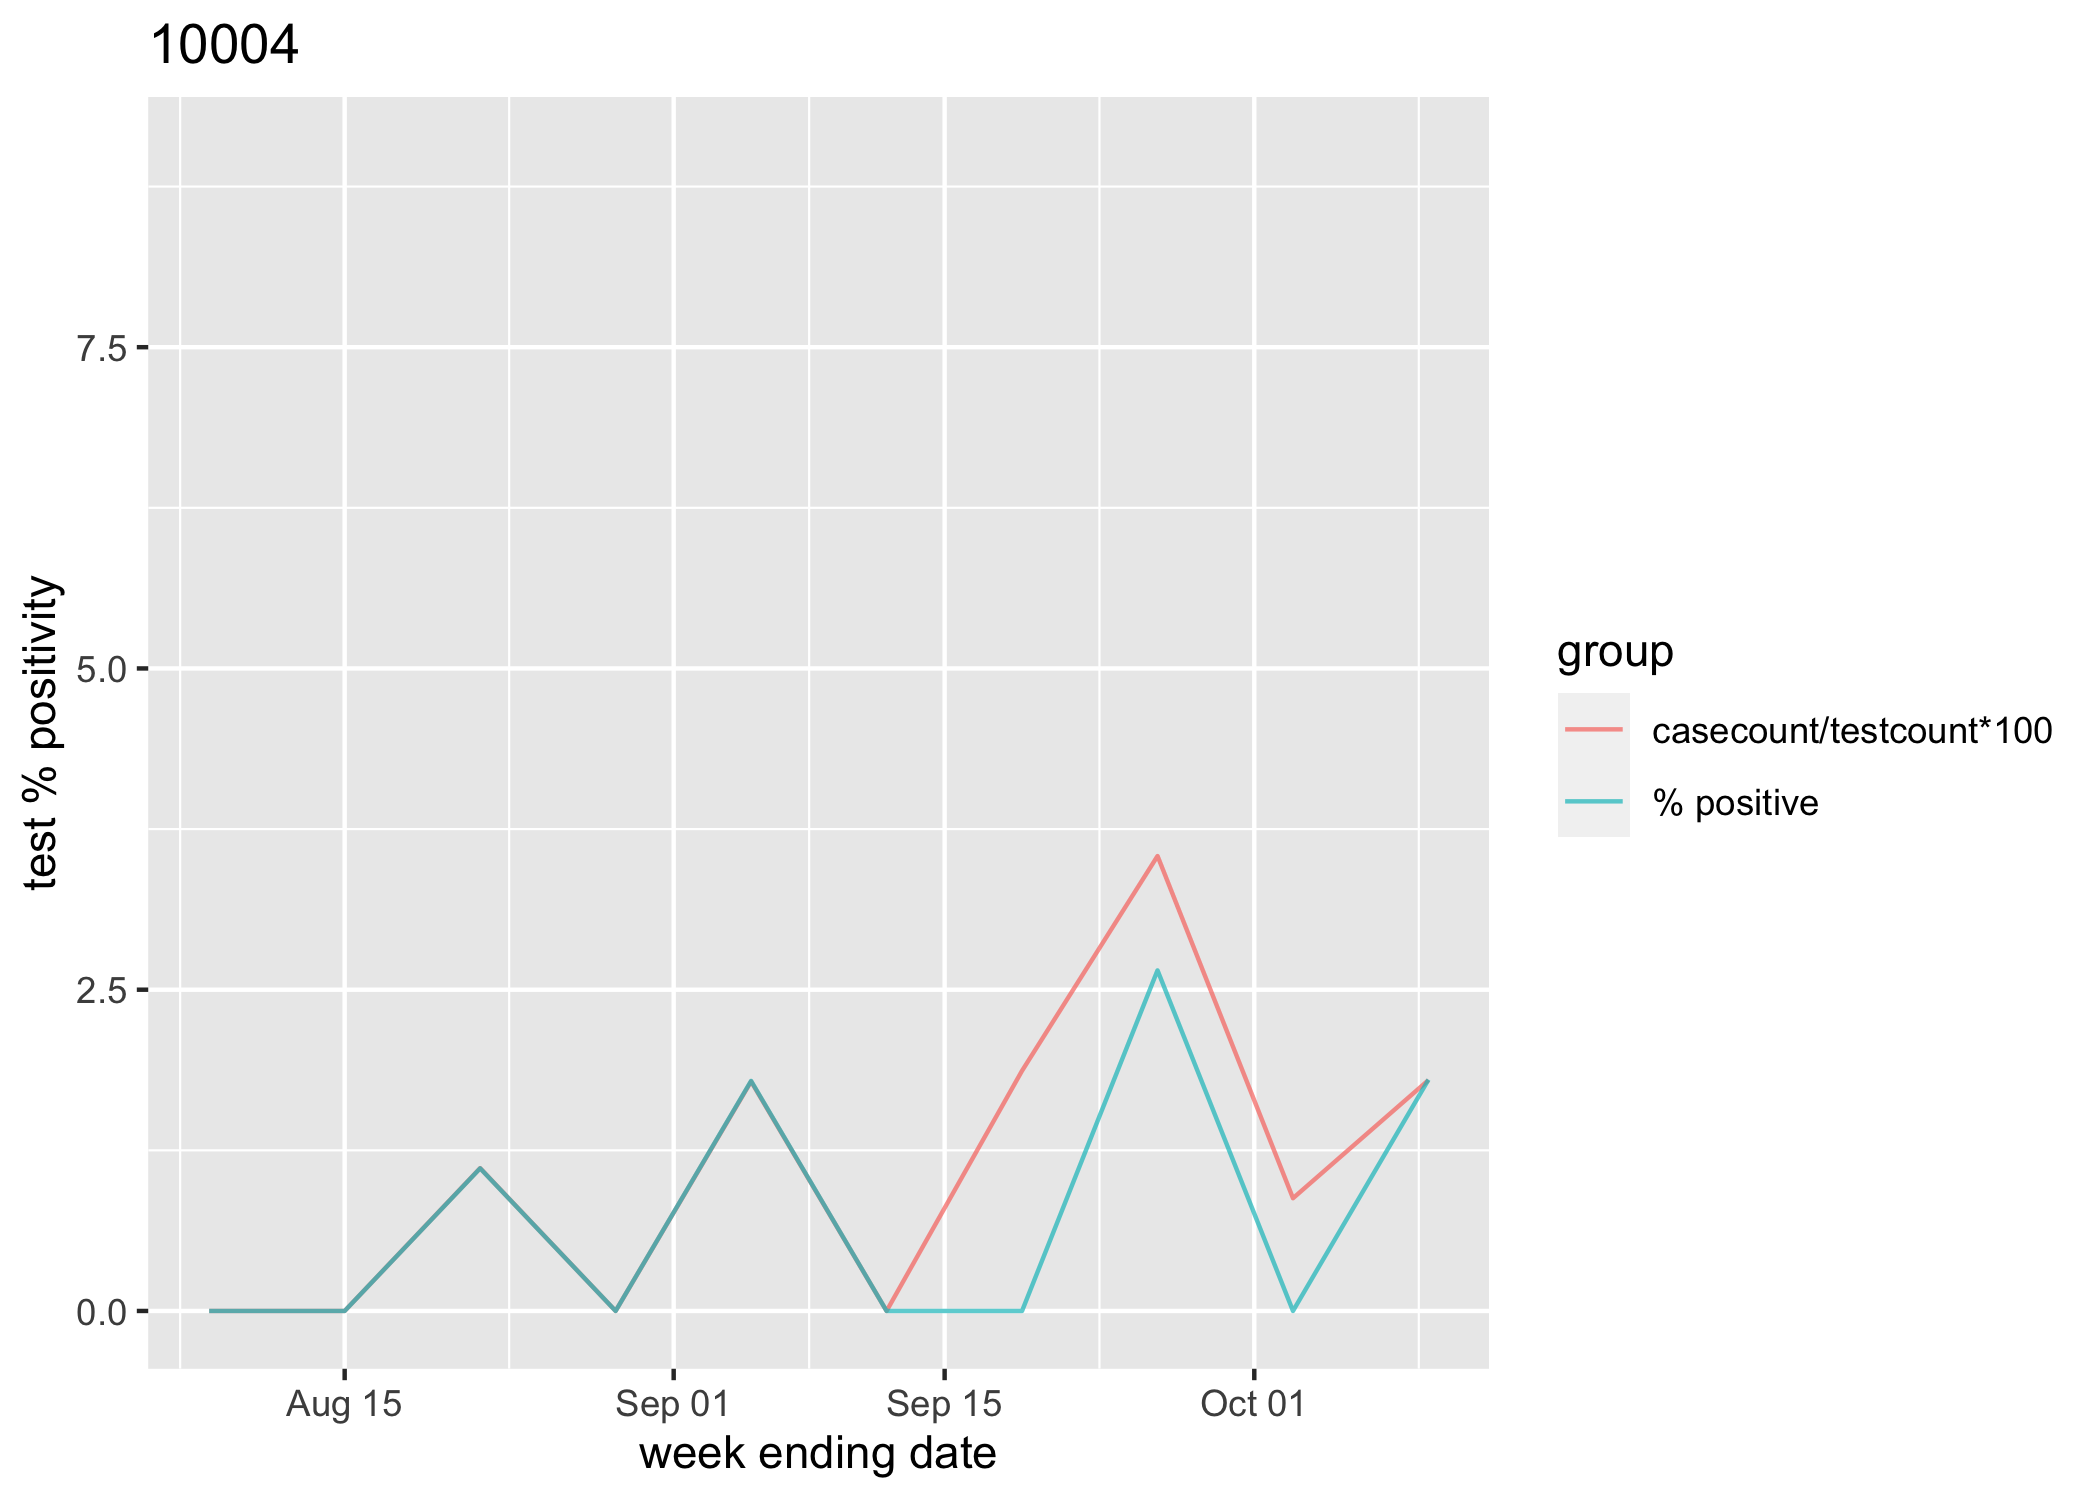 10004
test % positivity
7.5
5.0
2.5
0.0
Aug 15
Sep 01
Sep 15
Oct 01
week ending date
group
casecount/testcount*100
% positive